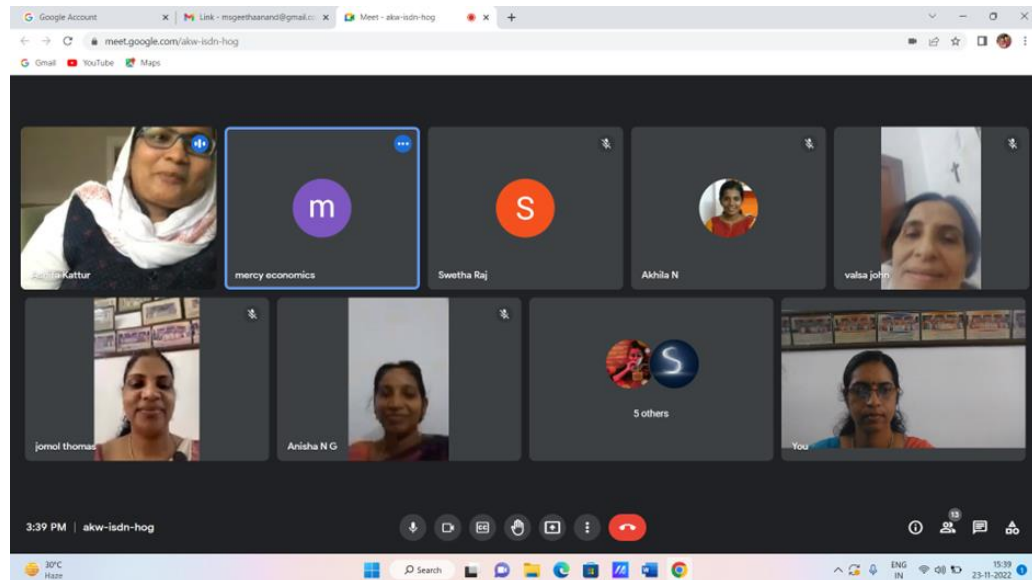 Google Account
Link - msgeethaanand@gmail.c
Meet - akw-isdn-hog
meet.google.com/akw-isdn-hog
Gmail YouTube Maps
Kattur
m
mercy economics
S
Swetha Raj
Akhila N
valsa john
jomol thomas
Anisha N G
S
5 others
You
3:39 PM | akw-isdn-hog
13
30°C
Haze
Search
ENG
IN
15:39
23-11-2022